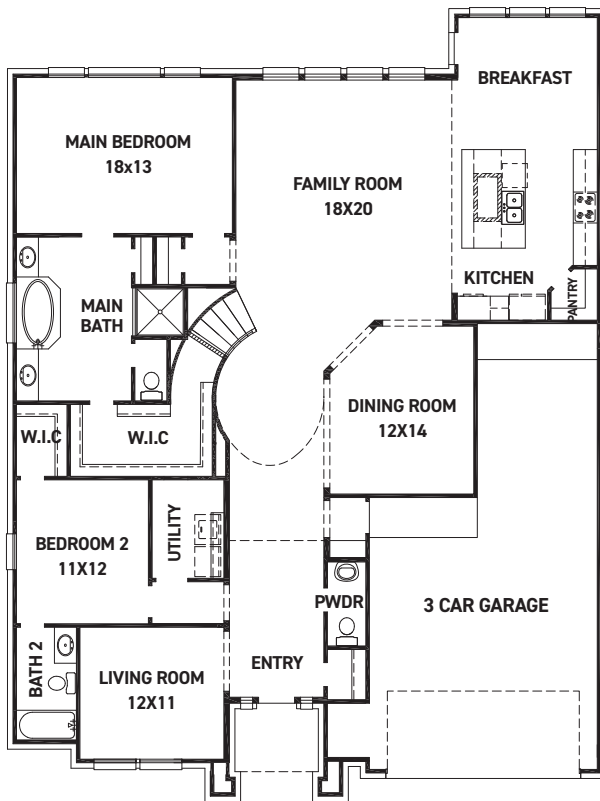 BREAKFAST
MAIN BEDROOM
18x13
FAMILY ROOM
18X20
KITCHEN
PANTRY
MAIN
BATH
DINING ROOM
12X14
W.I.C
W.I.C
UTILITY
BEDROOM 2
11X12
PWDR
3 CAR GARAGE
BATH 2
LIVING ROOM
12X11
ENTRY